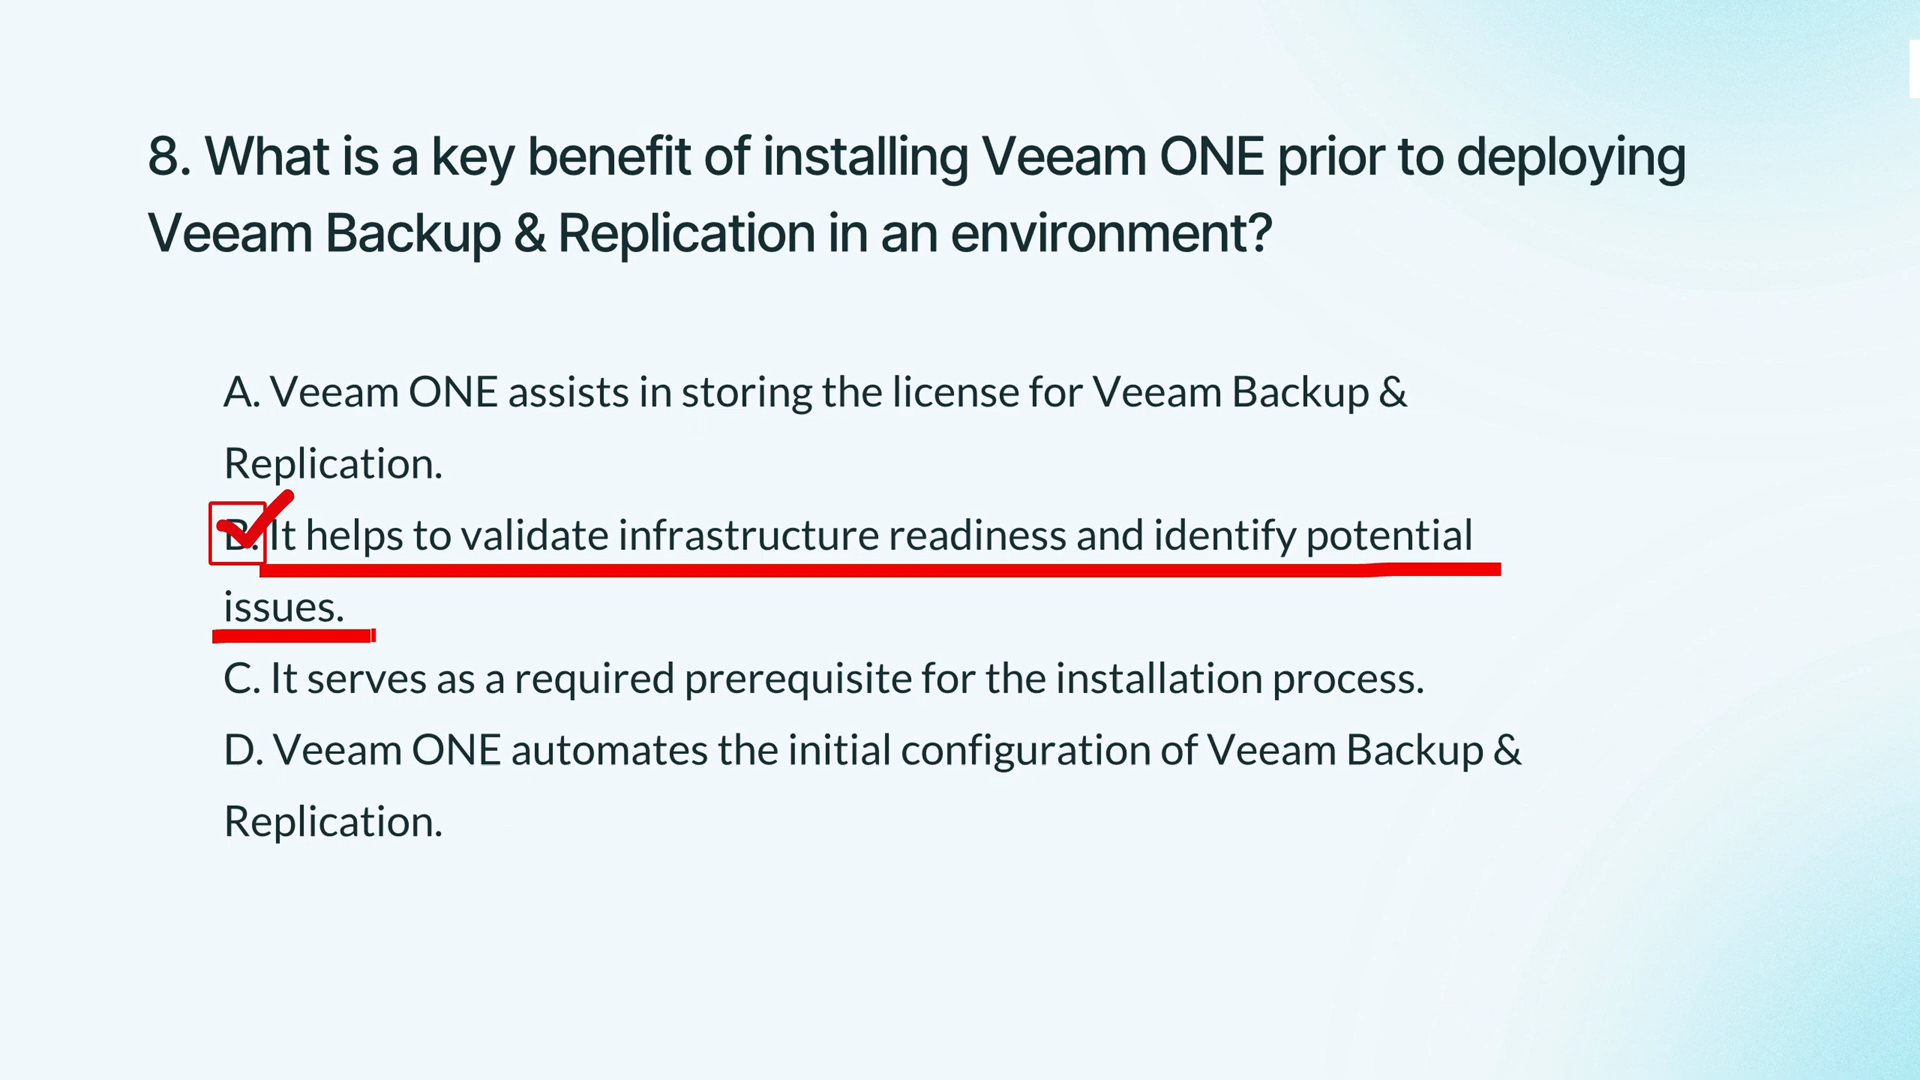 8. What is a key benefit of installing Veeam ONE prior to deploying
Veeam Backup & Replication in an environment?
A. Veeam ONE assists in storing the license for Veeam Backup &
Replication.
B. It helps to validate infrastructure readiness and identify potential
issues.
C. It serves as a required prerequisite for the installation process.
D. Veeam ONE automates the initial configuration of Veeam Backup &
Replication.